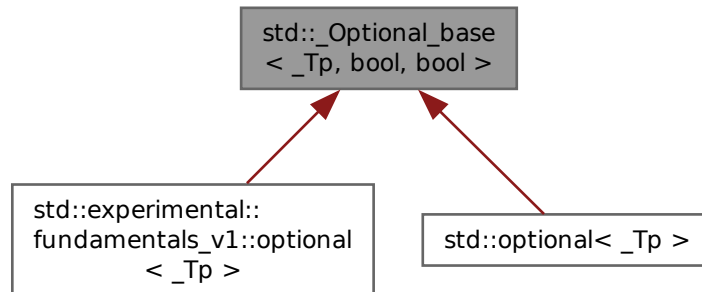 std::_Optional_base
< _Tp, bool, bool >
std::experimental::
fundamentals_v1::optional
< _Tp >
std::optional< _Tp >